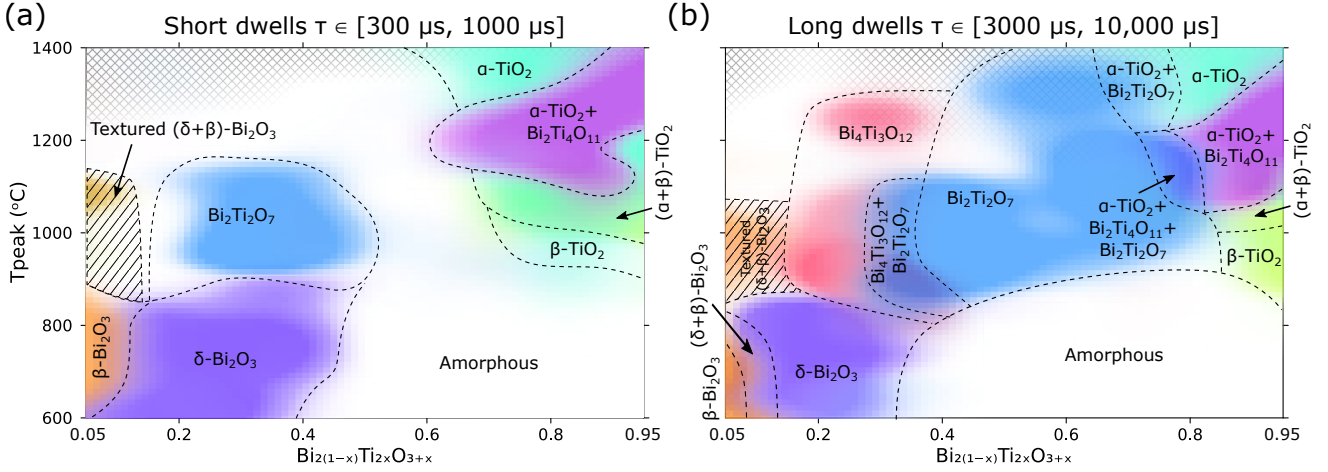 (a)
Short dwells τ ∈ [300 μs, 1000 μs]
Tpeak (°C)
1400
1200
1000
800
600
α-TiO₂
α-TiO₂+
Bi₂Ti₄O₁₁
Textured (δ+β)-Bi₂O₃
Bi₂Ti₂O₇
(α+β)-TiO₂
β-TiO₂
β-Bi₂O₃
δ-Bi₂O₃
Amorphous
0.05
0.2
0.4
0.6
0.8
0.95
Bi₂₍₁₋ₓ₎Ti₂ₓO₃₊ₓ
(b)
Long dwells τ ∈ [3000 μs, 10,000 μs]
α-TiO₂+
Bi₂Ti₂O₇
α-TiO₂
Bi₄Ti₃O₁₂
α-TiO₂+
Bi₂Ti₄O₁₁
(α+β)-TiO₂
Textured
(δ+β)-Bi₂O₃
Bi₄Ti₃O₁₂+
Bi₂Ti₂O₇
Bi₂Ti₂O₇
α-TiO₂+
Bi₂Ti₄O₁₁+
Bi₂Ti₂O₇
β-TiO₂
(δ+β)-Bi₂O₃
β-Bi₂O₃
δ-Bi₂O₃
Amorphous
0.05
0.2
0.4
0.6
0.8
0.95
Bi₂₍₁₋ₓ₎Ti₂ₓO₃₊ₓ